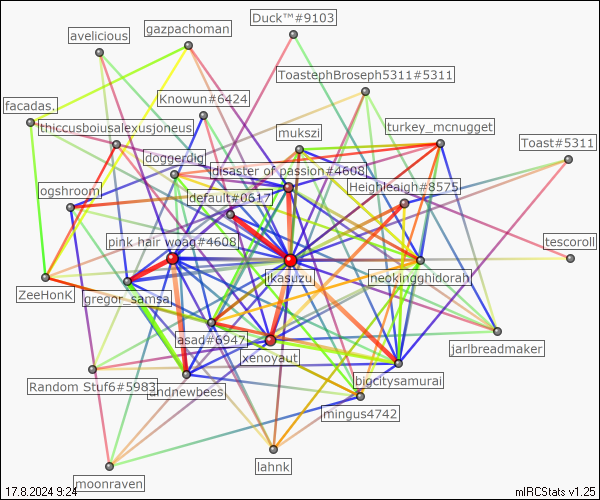 Duck™#9103
gazpachoman
avelicious
ToastephBroseph5311#5311
Knowun#6424
facadas.
thiccusboiusalexusjoneus
mukszi
turkey_mcnugget
Toast#5311
doggerdig
disaster of passion#4608
ogshroom
default#0617
Heighleaigh#8575
pink hair woag#4608
tescoroll
ZeeHonK
gregor_samsa
ikasuzu
neokingghidorah
asad#6947
xenoyaut
jarlbreadmaker
Random Stuf6#5983
andnewbees
bigcitysamurai
mingus4742
lahnk
moonraven
17.8.2024 9:24
mIRCStats v1.25